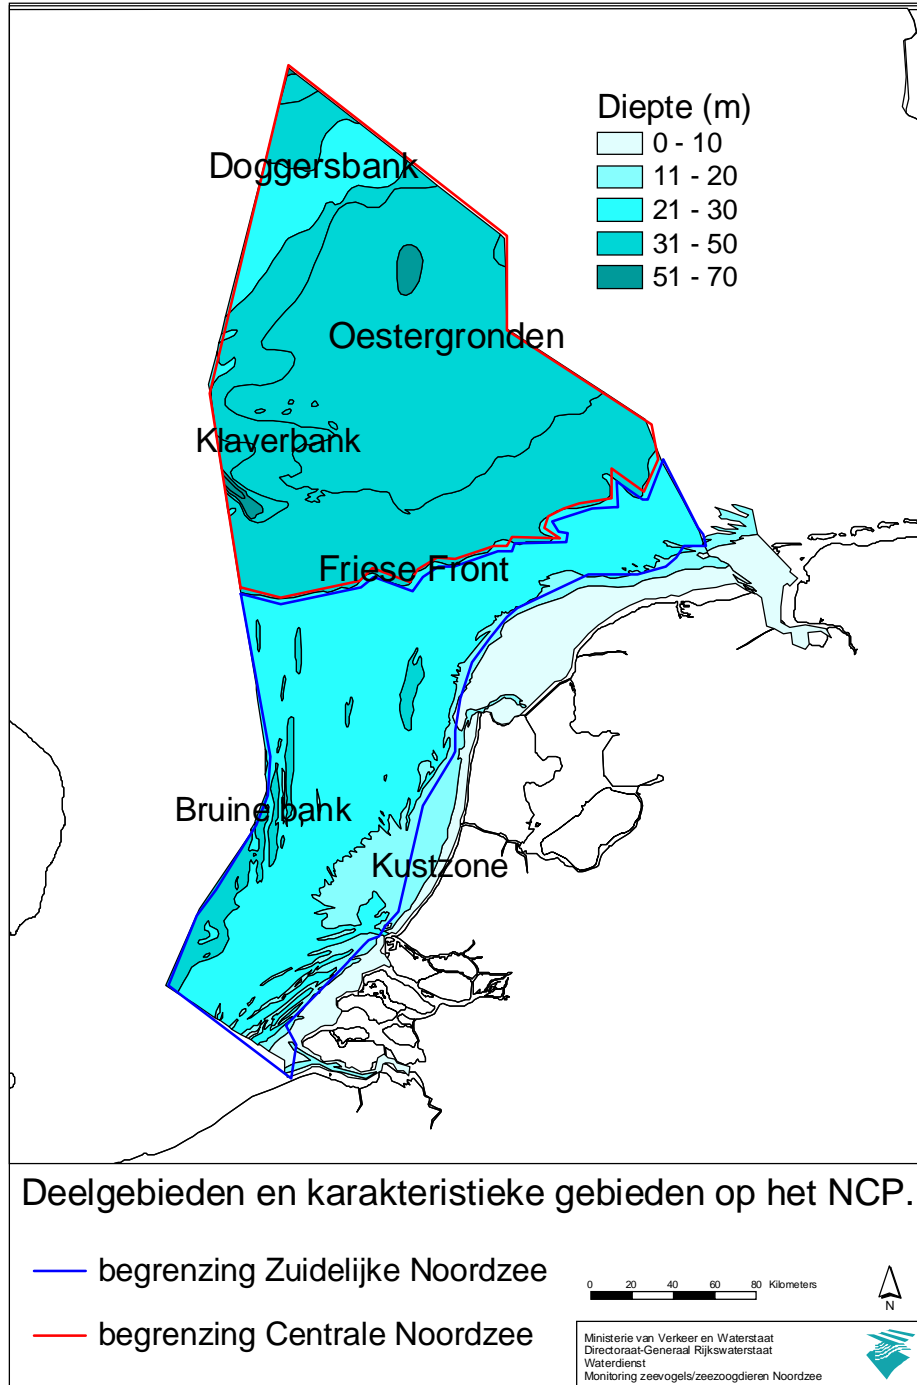 Diepte (m)
0 - 10
11 - 20
21 - 30
31 - 50
51 - 70
Doggersbank
Oestergronden
Klaverbank
Friese Front
Bruine bank
Kustzone
Deelgebieden en karakteristieke gebieden op het NCP.
begrenzing Zuidelijke Noordzee
begrenzing Centrale Noordzee
0 20 40 60 80 Kilometers
N
Ministerie van Verkeer en Waterstaat
Directoraat-Generaal Rijkswaterstaat
Waterdienst
Monitoring zeevogels/zeezoogdieren Noordzee